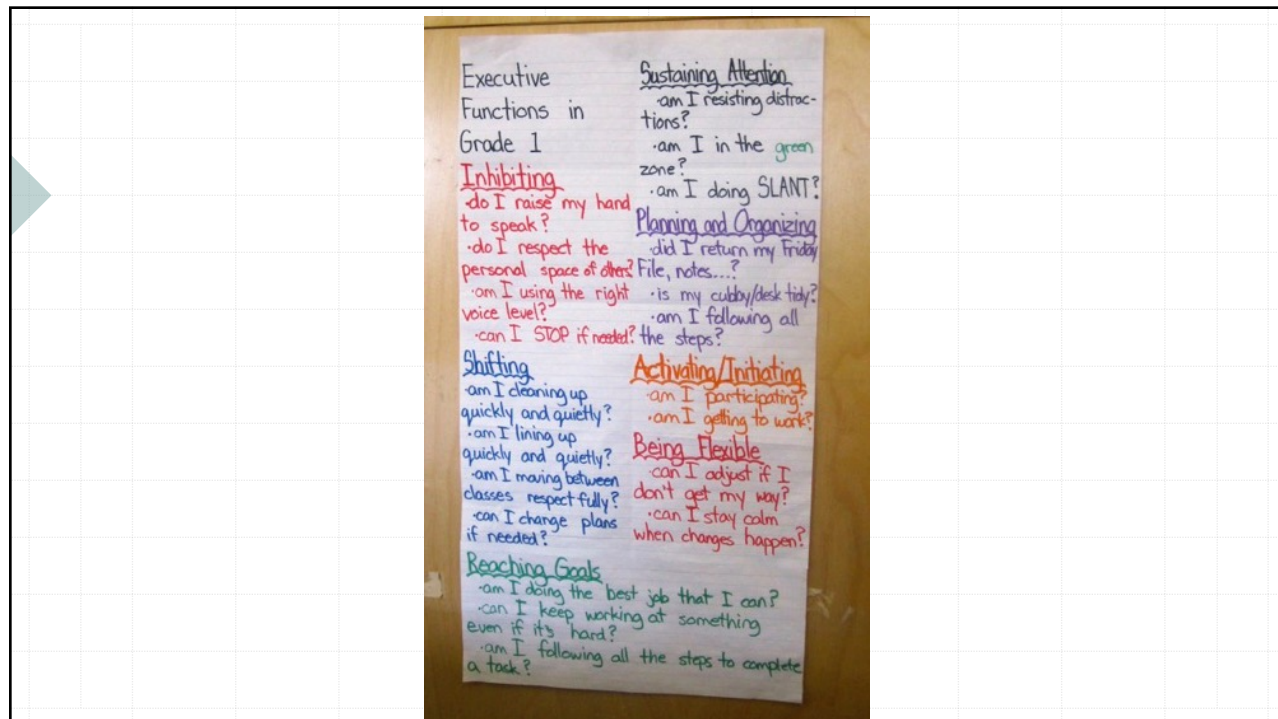 Executive
Functions in
Grade 1
Inhibiting
·do I raise my hand
to speak?
·do I respect the
personal space of others?
·am I using the right
voice level?
·can I STOP if needed?
Shifting
·am I cleaning up
quickly and quietly?
·am I lining up
quickly and quietly?
·am I moving between
classes respectfully?
·can I change plans
if needed?
Sustaining Attention
·am I resisting distrac-
tions?
·am I in the green
zone?
·am I doing SLANT?
Planning and Organizing
·did I return my Friday
File, notes...?
·is my cubby/desk tidy?
·am I following all
the steps?
Activating/Initiating
·am I participating?
·am I getting to work?
Being Flexible
·can I adjust if I
don't get my way?
·can I stay calm
when changes happen?
Reaching Goals
·am I doing the best job that I can?
·can I keep working at something
even if it's hard?
·am I following all the steps to complete
a task?